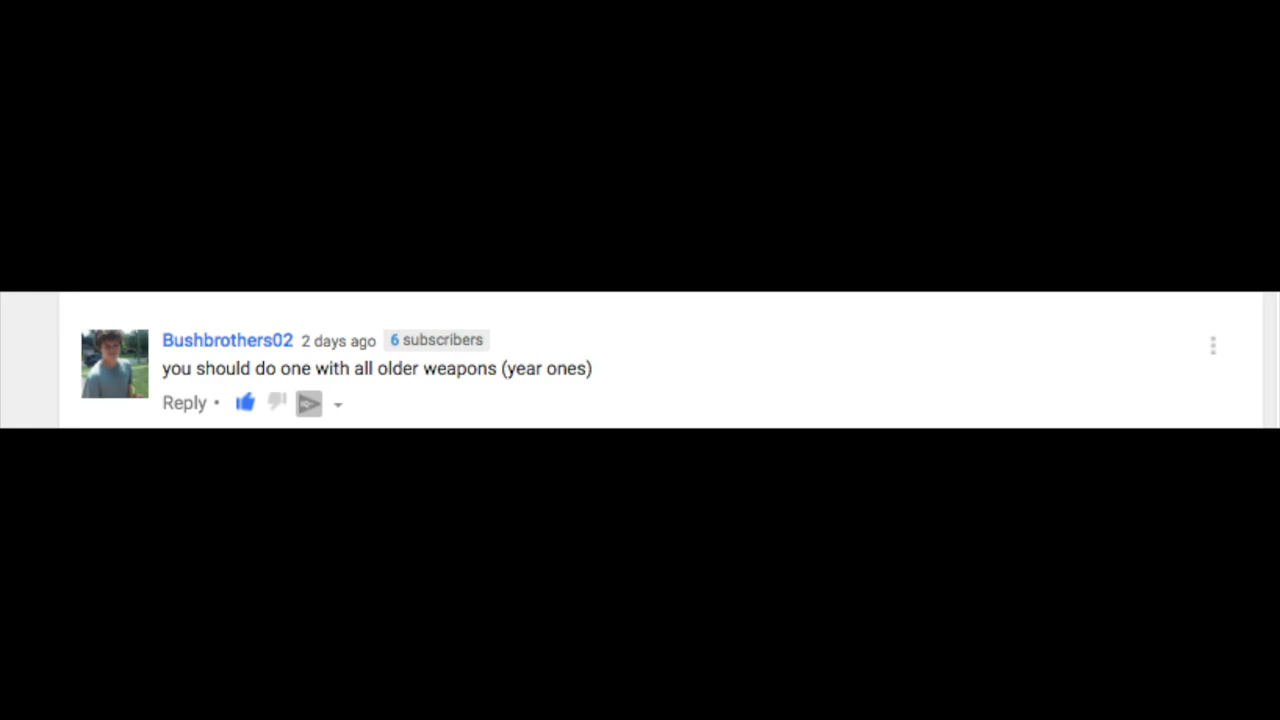 Bushbrothers02 2 days ago 6 subscribers
you should do one with all older weapons (year ones)
Reply •